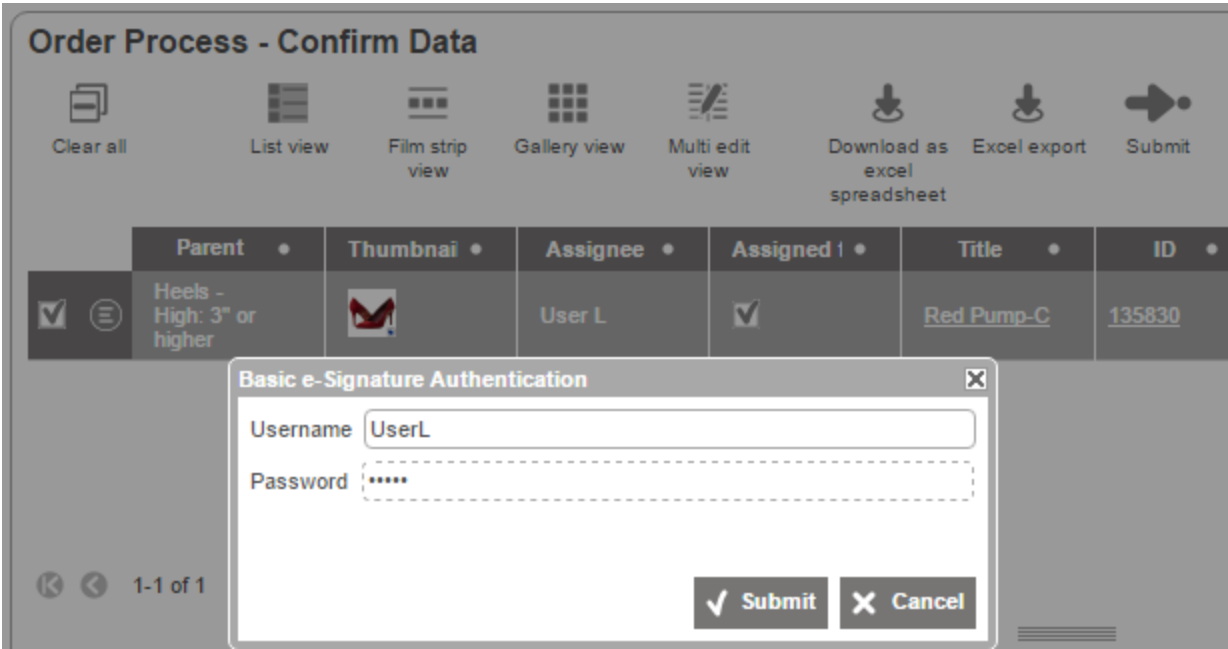 Order Process - Confirm Data
Clear all
List view
Film strip
view
Gallery view
Multi edit
view
Download as
excel
spreadsheet
Excel export
Submit
Parent
Thumbnai
Assignee
Assigned
Title
ID
Heels -
High: 3" or
higher
User L
Red Pump-C
135830
Basic e-Signature Authentication
Username UserL
Password •••••
1-1 of 1
Submit
Cancel